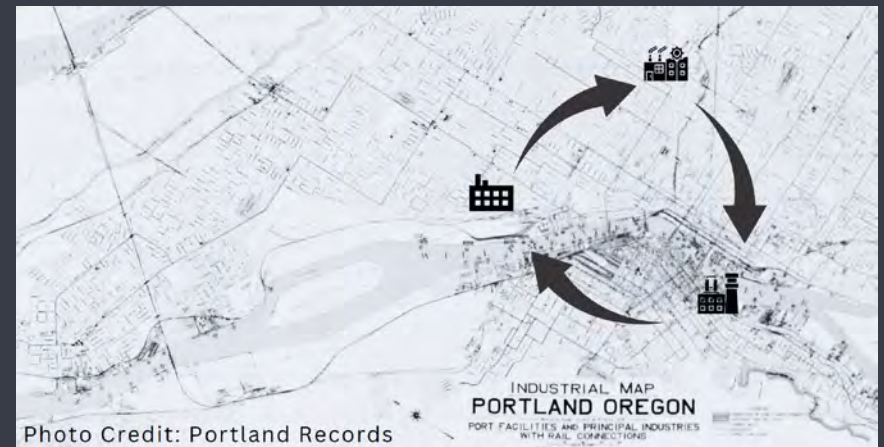 INDUSTRIAL MAP
PORTLAND OREGON
PORT FACILITIES AND PRINCIPAL INDUSTRIES
WITH RAIL CONNECTIONS
Photo Credit: Portland Records